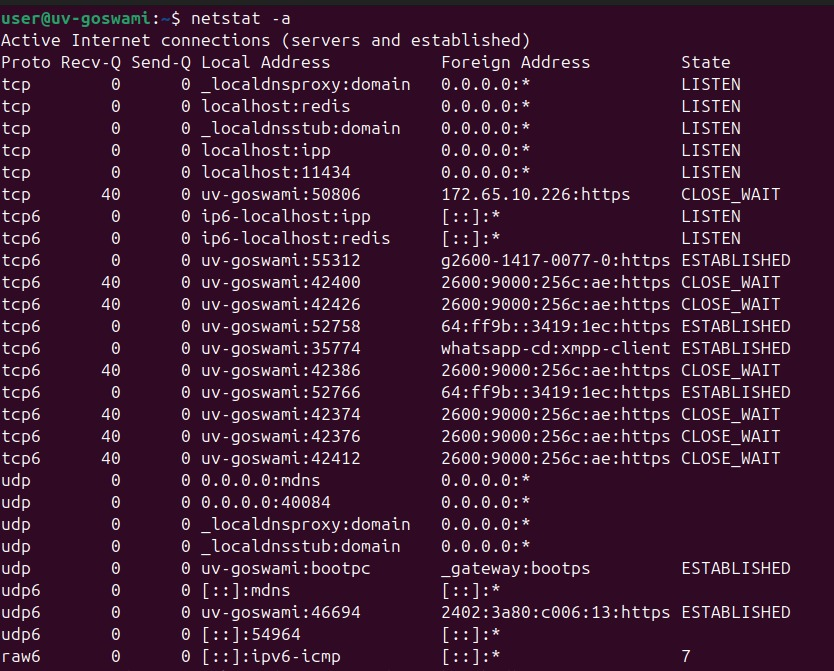 user@uv-goswami:~$ netstat -a
Active Internet connections (servers and established)
Proto Recv-Q Send-Q Local Address           Foreign Address         State
tcp        0      0 _localdnsproxy:domain   0.0.0.0:*               LISTEN
tcp        0      0 localhost:redis         0.0.0.0:*               LISTEN
tcp        0      0 _localdnsstub:domain    0.0.0.0:*               LISTEN
tcp        0      0 localhost:ipp           0.0.0.0:*               LISTEN
tcp        0      0 localhost:11434         0.0.0.0:*               LISTEN
tcp       40      0 uv-goswami:50806        172.65.10.226:https     CLOSE_WAIT
tcp6       0      0 ip6-localhost:ipp       [::]:*                  LISTEN
tcp6       0      0 ip6-localhost:redis     [::]:*                  LISTEN
tcp6       0      0 uv-goswami:55312        g2600-1417-0077-0:https ESTABLISHED
tcp6      40      0 uv-goswami:42400        2600:9000:256c:ae:https CLOSE_WAIT
tcp6      40      0 uv-goswami:42426        2600:9000:256c:ae:https CLOSE_WAIT
tcp6       0      0 uv-goswami:52758        64:ff9b::3419:1ec:https ESTABLISHED
tcp6       0      0 uv-goswami:35774        whatsapp-cd:xmpp-client ESTABLISHED
tcp6      40      0 uv-goswami:42386        2600:9000:256c:ae:https CLOSE_WAIT
tcp6       0      0 uv-goswami:52766        64:ff9b::3419:1ec:https ESTABLISHED
tcp6      40      0 uv-goswami:42374        2600:9000:256c:ae:https CLOSE_WAIT
tcp6      40      0 uv-goswami:42376        2600:9000:256c:ae:https CLOSE_WAIT
tcp6      40      0 uv-goswami:42412        2600:9000:256c:ae:https CLOSE_WAIT
udp        0      0 0.0.0.0:mdns            0.0.0.0:*
udp        0      0 0.0.0.0:40084           0.0.0.0:*
udp        0      0 _localdnsproxy:domain   0.0.0.0:*
udp        0      0 _localdnsstub:domain    0.0.0.0:*
udp        0      0 uv-goswami:bootpc       _gateway:bootps         ESTABLISHED
udp6       0      0 [::]:mdns               [::]:*
udp6       0      0 uv-goswami:46694        2402:3a80:c006:13:https ESTABLISHED
udp6       0      0 [::]:54964              [::]:*
raw6       0      0 [::]:ipv6-icmp          [::]:*                  7